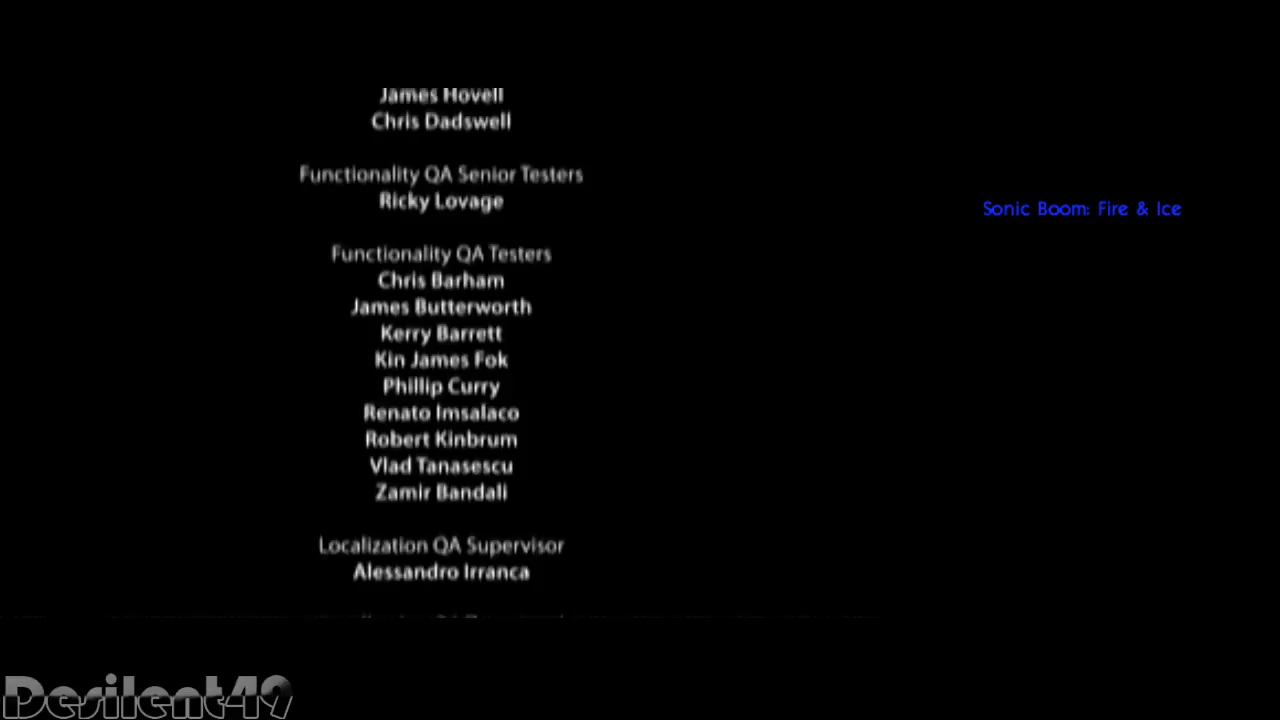 James Hovell
Chris Dadswell
Functionality QA Senior Testers
Ricky Lovage
Functionality QA Testers
Chris Barham
James Butterworth
Kerry Barrett
Kin James Fok
Phillip Curry
Renato Imsalaco
Robert Kinbrum
Vlad Tanasescu
Zamir Bandali
Localization QA Supervisor
Alessandro Irranca
Sonic Boom: Fire & Ice
Desilent49